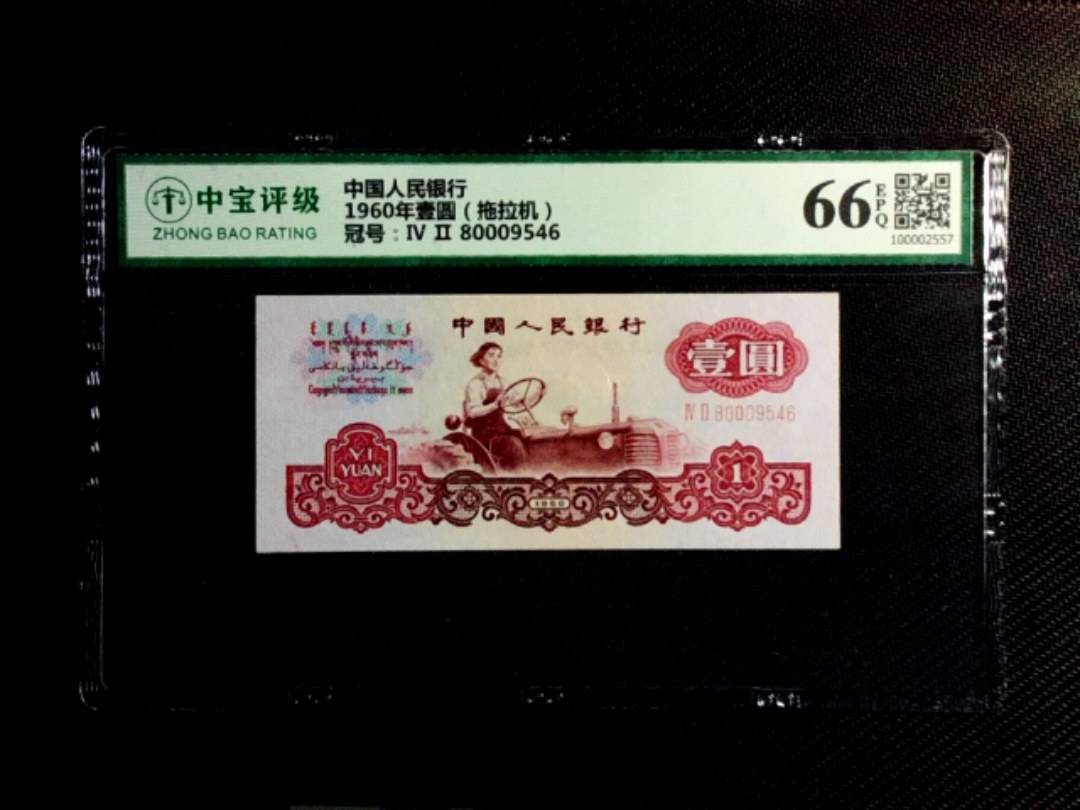 中宝评级
ZHONG BAO RATING
中国人民银行
1960年壹圆（拖拉机）
冠号：Ⅳ Ⅱ 80009546
66
EPQ
100002557
中國人民銀行
壹圓
Ⅳ Ⅱ 80009546
YI
YUAN
1
1960